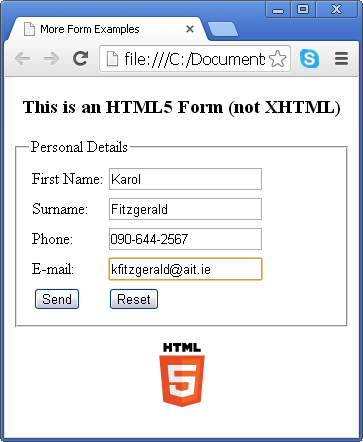 More Form Examples
file:///C:/Document
This is an HTML5 Form (not XHTML)
Personal Details
First Name: Karol
Surname: Fitzgerald
Phone: 090-644-2567
E-mail: kfitzgerald@ait.ie
Send Reset
HTML
5